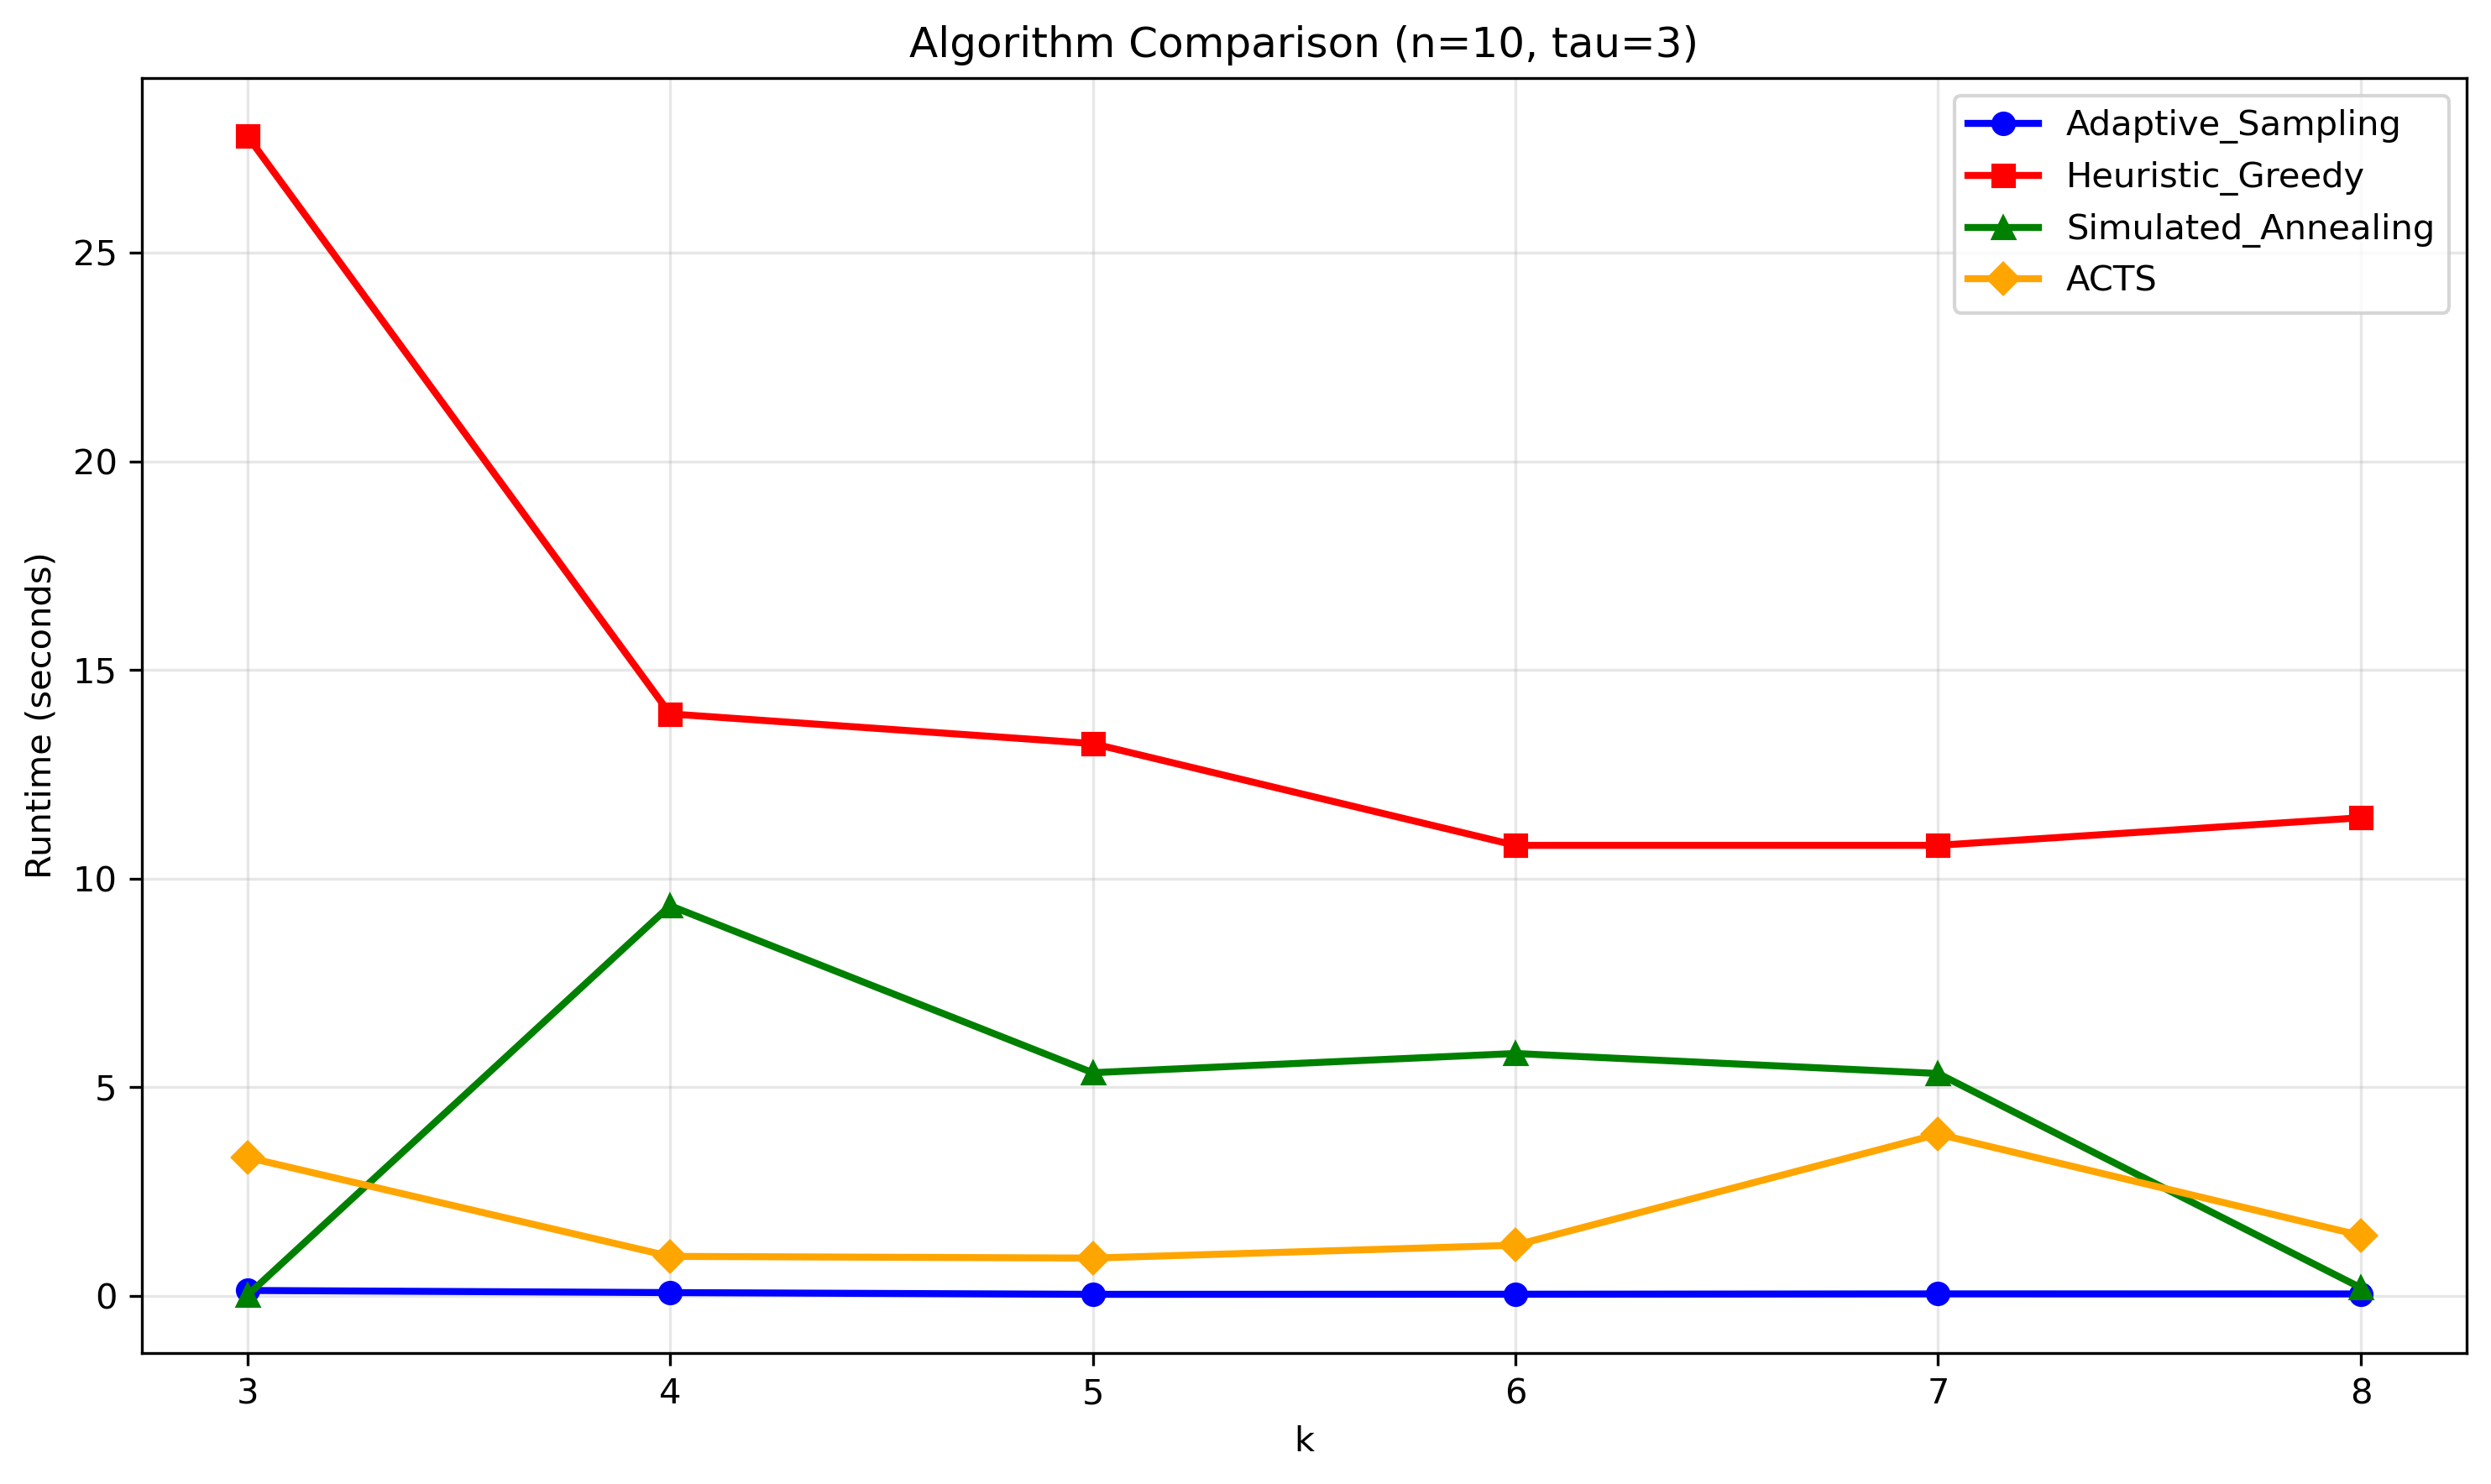 Algorithm Comparison (n=10, tau=3)
Adaptive_Sampling
Heuristic_Greedy
Simulated_Annealing
ACTS
Runtime (seconds)
25
20
15
10
5
0
3 4 5 6 7 8
k